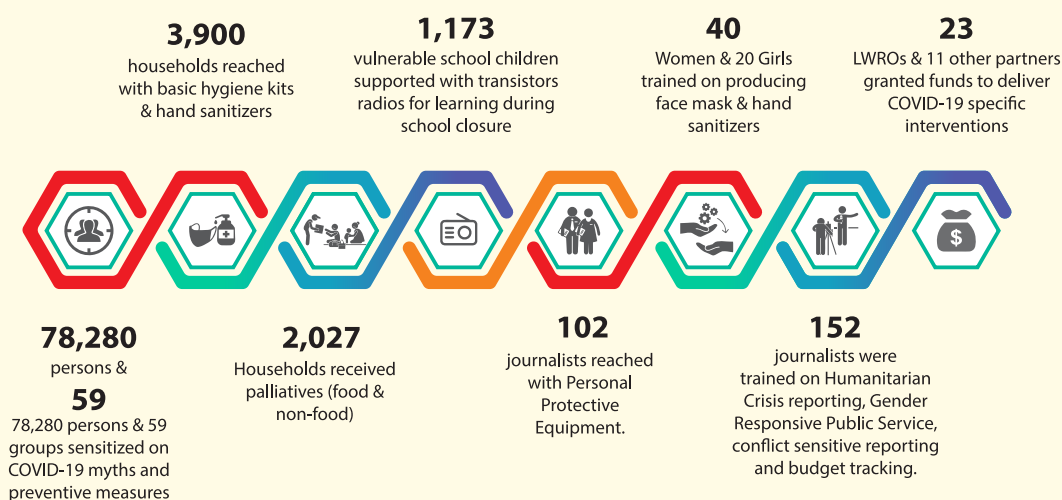 3,900
households reached
with basic hygiene kits
& hand sanitizers
1,173
vulnerable school children
supported with transistors
radios for learning during
school closure
40
Women & 20 Girls
trained on producing
face mask & hand
sanitizers
23
LWROs & 11 other partners
granted funds to deliver
COVID-19 specific
interventions
$
78,280
persons &
59
78,280 persons & 59
groups sensitized on
COVID-19 myths and
preventive measures
2,027
Households received
palliatives (food &
non-food)
102
journalists reached
with Personal
Protective
Equipment.
152
journalists were
trained on Humanitarian
Crisis reporting, Gender
Responsive Public Service,
conflict sensitive reporting
and budget tracking.